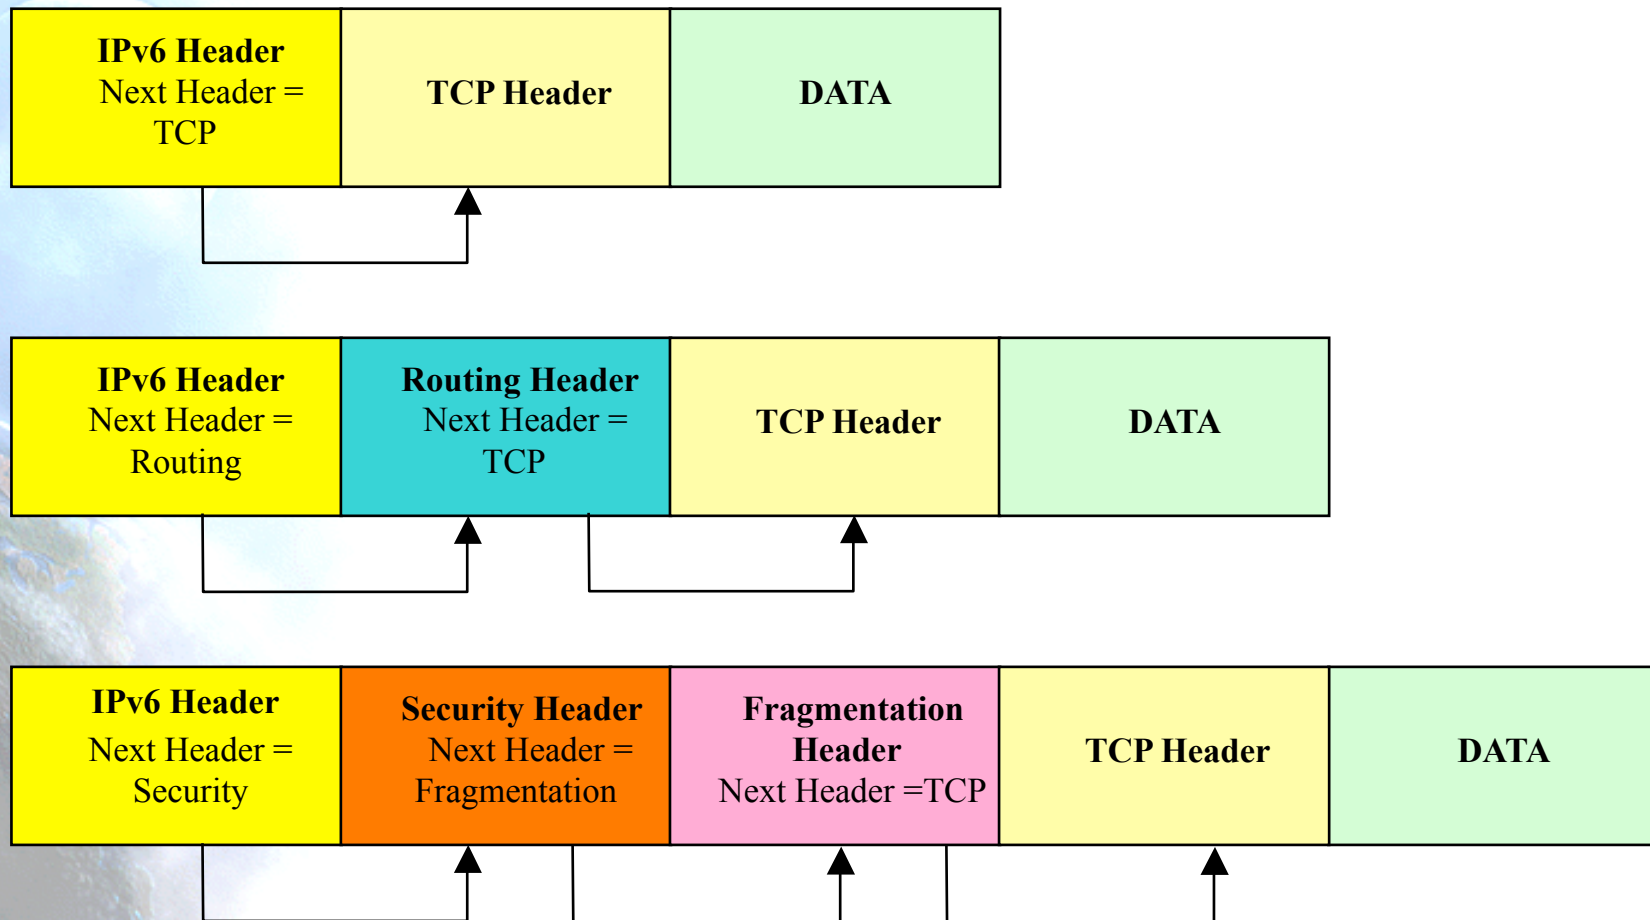 IPv6 Header
Next Header =
TCP
TCP Header
DATA
IPv6 Header
Next Header =
Routing
Routing Header
Next Header =
TCP
TCP Header
DATA
IPv6 Header
Next Header =
Security
Security Header
Next Header =
Fragmentation
Fragmentation
Header
Next Header =TCP
TCP Header
DATA